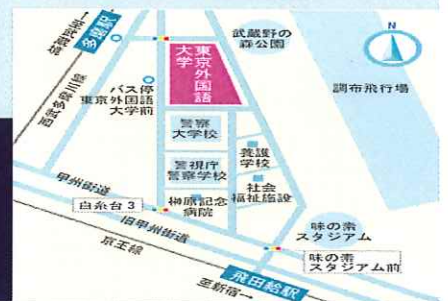 至武蔵境
多磨駅
西武多摩川線
武蔵野の
森公園
N
東京外国語
大学
バス停
東京外国語
大学前
調布飛行場
警察
大学校
警視庁
警察学校
養護
学校
社会
福祉施設
榊原記念
病院
甲州街道
白糸台3
旧甲州街道
京王線
味の素
スタジアム
味の素
スタジアム前
飛田給駅
至新宿→